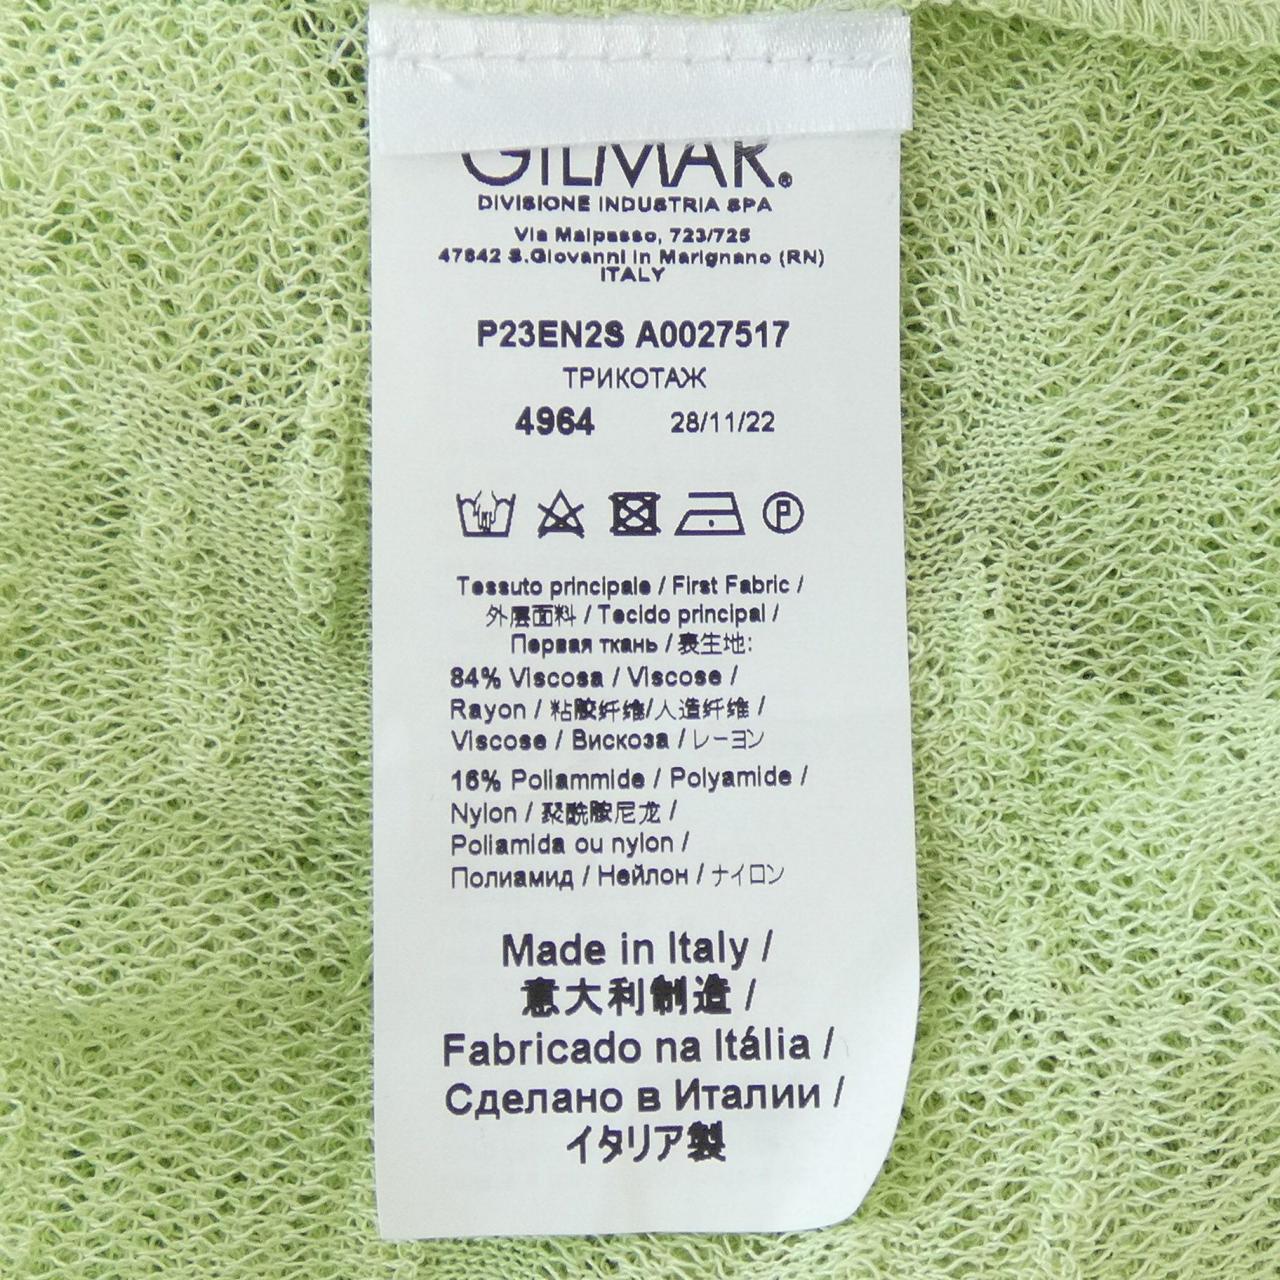 GILMAR®
DIVISIONE INDUSTRIA SPA
Via Malpasso, 723/725
47842 S.Giovanni in Marignano (RN)
ITALY
P23EN2S A0027517
ТРИКОТАЖ
4964 28/11/22
P
Tessuto principale / First Fabric /
外层面料 / Tecido principal /
Первая ткань / 表生地:
84% Viscosa / Viscose /
Rayon / 粘胶纤维/人造纤维 /
Viscose / Вискоза / レーヨン
16% Poliammide / Polyamide /
Nylon / 聚酰胺尼龙 /
Poliamida ou nylon /
Полиамид / Нейлон / ナイロン
Made in Italy /
意大利制造 /
Fabricado na Itália /
Сделано в Италии /
イタリア製